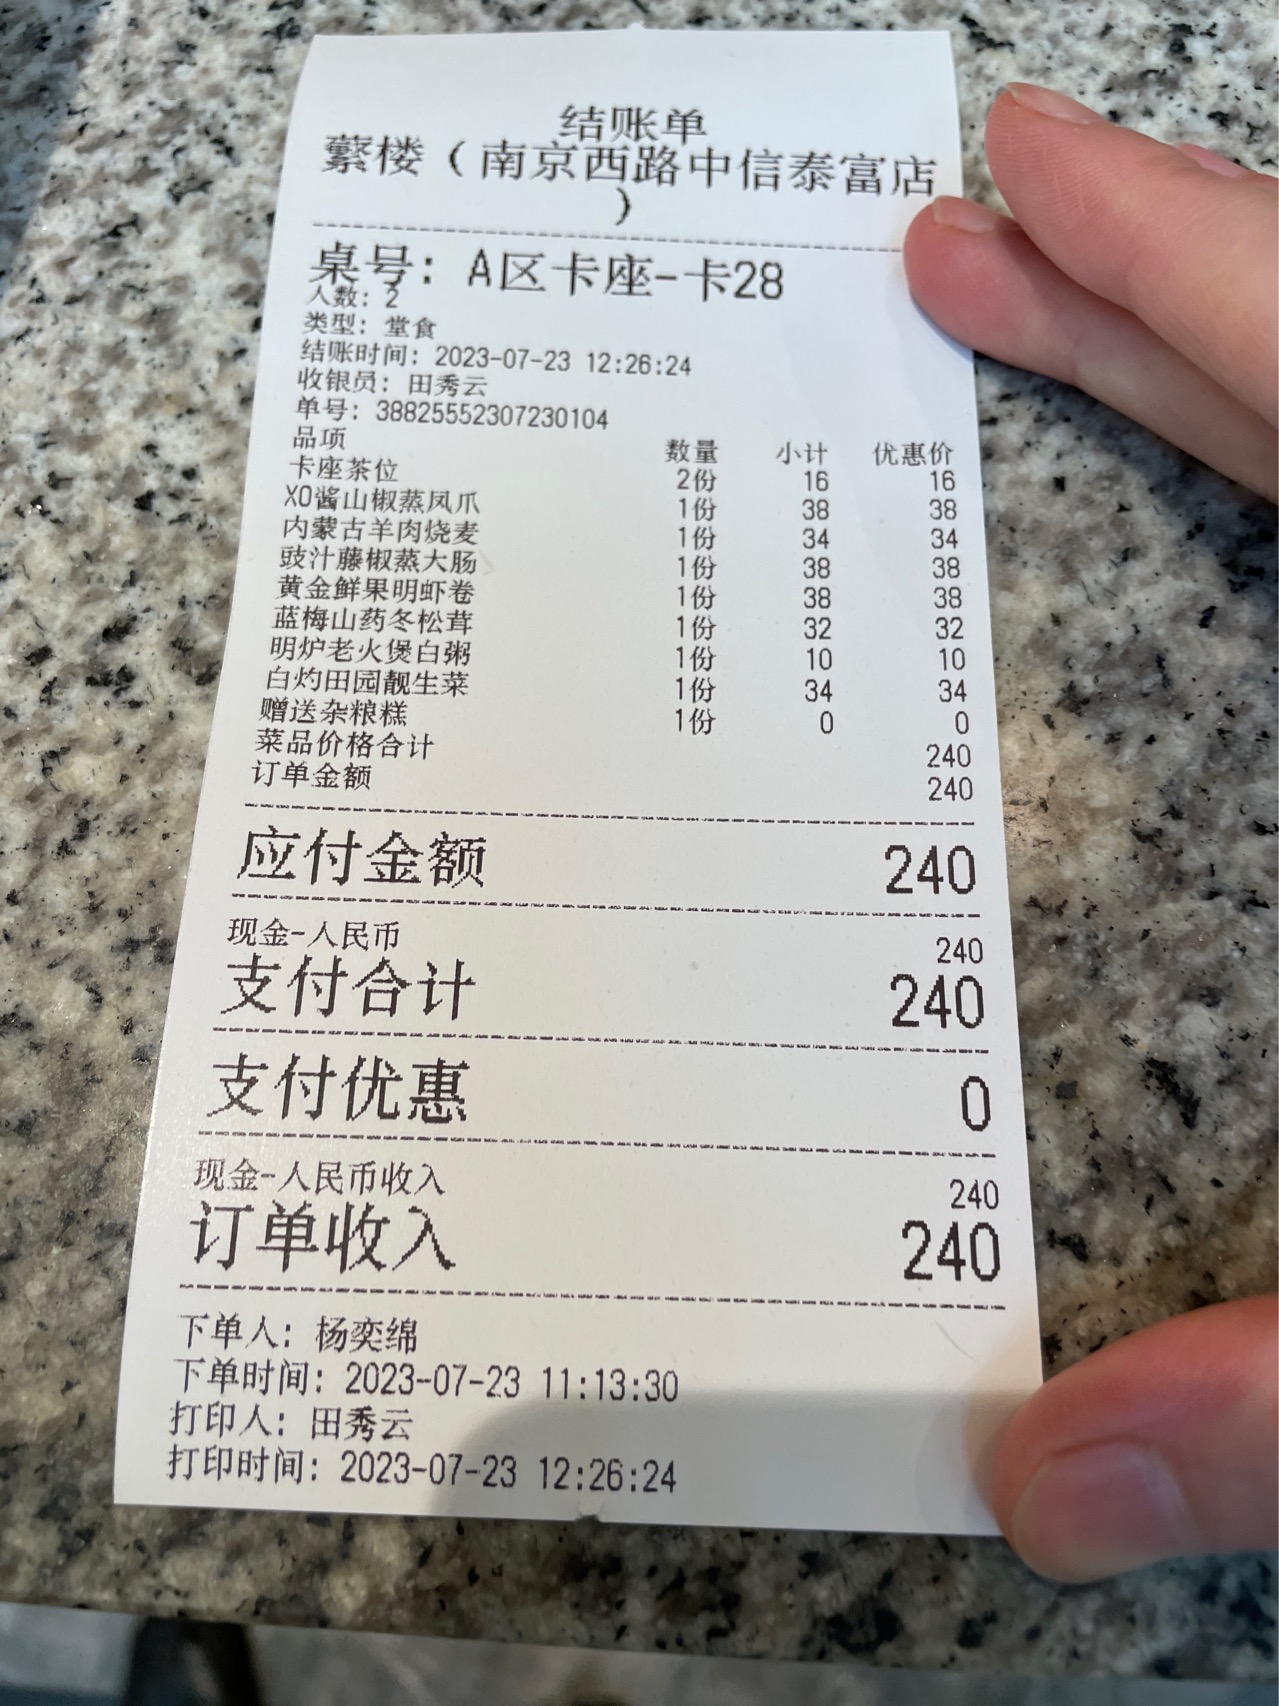 结账单
蘩楼（南京西路中信泰富店
）
桌号：A区卡座-卡28
人数：2
类型：堂食
结账时间：2023-07-23 12:26:24
收银员：田秀云
单号：38825552307230104
品项 数量 小计 优惠价
卡座茶位 2份 16 16
XO酱山椒蒸凤爪 1份 38 38
内蒙古羊肉烧麦 1份 34 34
豉汁藤椒蒸大肠 1份 38 38
黄金鲜果明虾卷 1份 38 38
蓝梅山药冬松茸 1份 32 32
明炉老火煲白粥 1份 10 10
白灼田园靓生菜 1份 34 34
赠送杂粮糕 1份 0 0
菜品价格合计 240
订单金额 240
应付金额 240
现金-人民币 240
支付合计 240
支付优惠 0
现金-人民币收入 240
订单收入 240
下单人：杨奕绵
下单时间：2023-07-23 11:13:30
打印人：田秀云
打印时间：2023-07-23 12:26:24